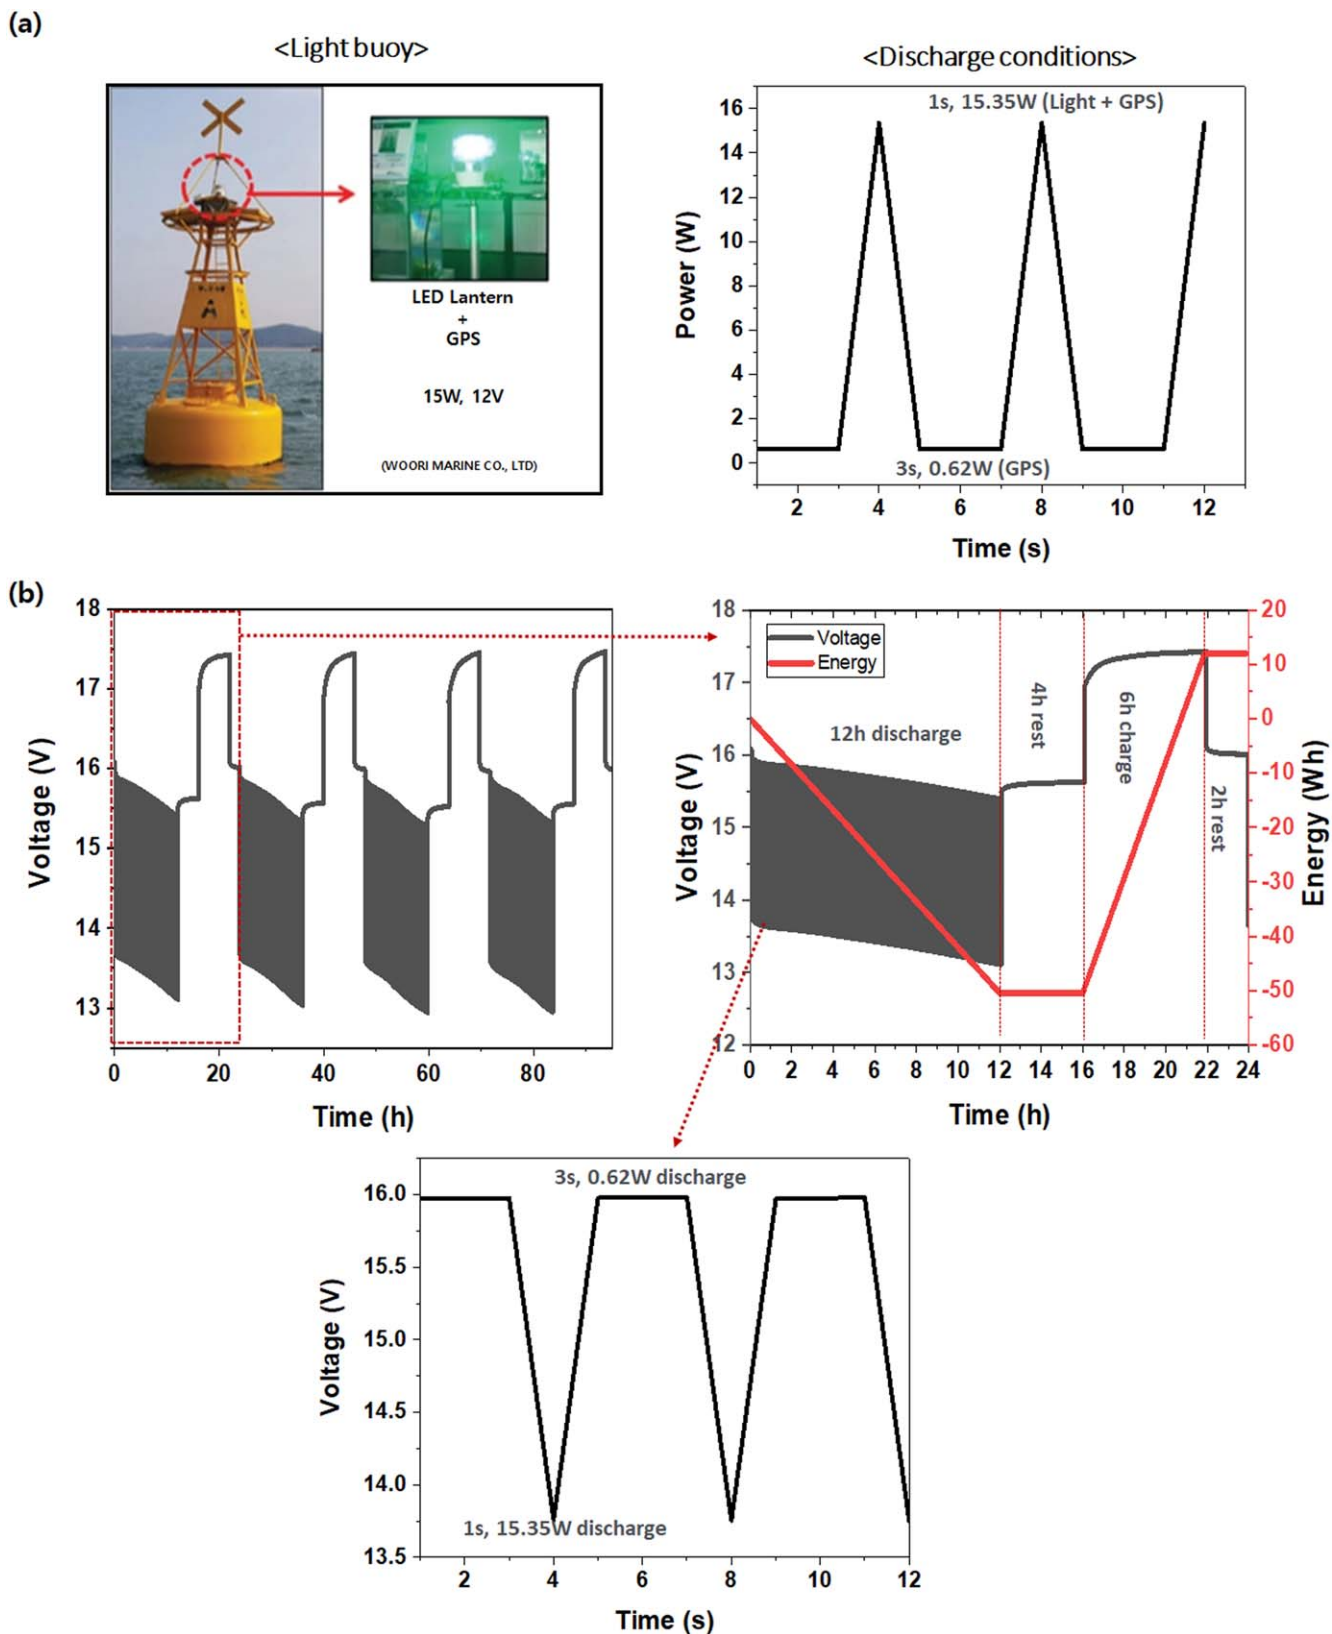 (a)
<Light buoy>
LED Lantern
+
GPS
15W, 12V
(WOORI MARINE CO., LTD)
<Discharge conditions>
1s, 15.35W (Light + GPS)
3s, 0.62W (GPS)
Power (W)
16
14
12
10
8
6
4
2
0
2 4 6 8 10 12
Time (s)
(b)
Voltage (V)
18
17
16
15
14
13
0 20 40 60 80
Time (h)
Voltage
Energy
12h discharge
4h rest
6h charge
2h rest
Voltage (V)
18
17
16
15
14
13
12
Energy (Wh)
20
10
0
-10
-20
-30
-40
-50
-60
0 2 4 6 8 10 12 14 16 18 20 22 24
Time (h)
3s, 0.62W discharge
1s, 15.35W discharge
Voltage (V)
16.0
15.5
15.0
14.5
14.0
13.5
2 4 6 8 10 12
Time (s)